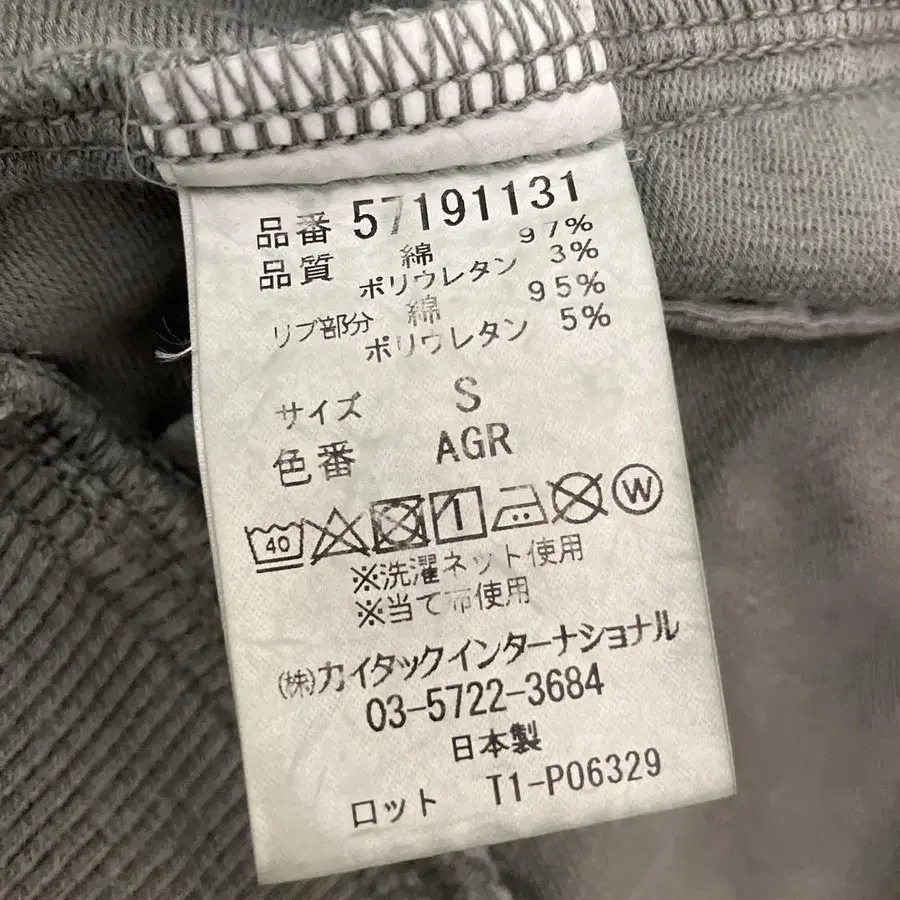 品番 57191131
品質 綿 97%
ポリウレタン 3%
リブ部分 綿 95%
ポリウレタン 5%
サイズ S
色番 AGR
40 W
※洗濯ネット使用
※当て布使用
㈱カイタックインターナショナル
03-5722-3684
日本製
ロット T1-P06329